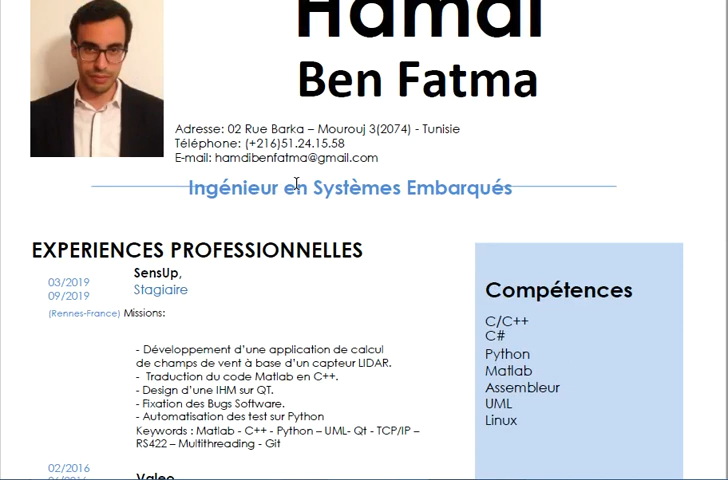 Hamdi
Ben Fatma
Adresse: 02 Rue Barka – Mourouj 3(2074) - Tunisie
Téléphone: (+216)51.24.15.58
E-mail: hamdibenfatma@gmail.com
Ingénieur en Systèmes Embarqués
EXPERIENCES PROFESSIONNELLES
03/2019
09/2019
(Rennes-France)
SensUp,
Stagiaire
Missions:
- Développement d’une application de calcul
de champs de vent à base d’un capteur LIDAR.
- Traduction du code Matlab en C++.
- Design d’une IHM sur QT.
- Fixation des Bugs Software.
- Automatisation des test sur Python
Keywords : Matlab - C++ - Python – UML- Qt - TCP/IP –
RS422 – Multithreading - Git
02/2016
Valeo
Compétences
C/C++
C#
Python
Matlab
Assembleur
UML
Linux